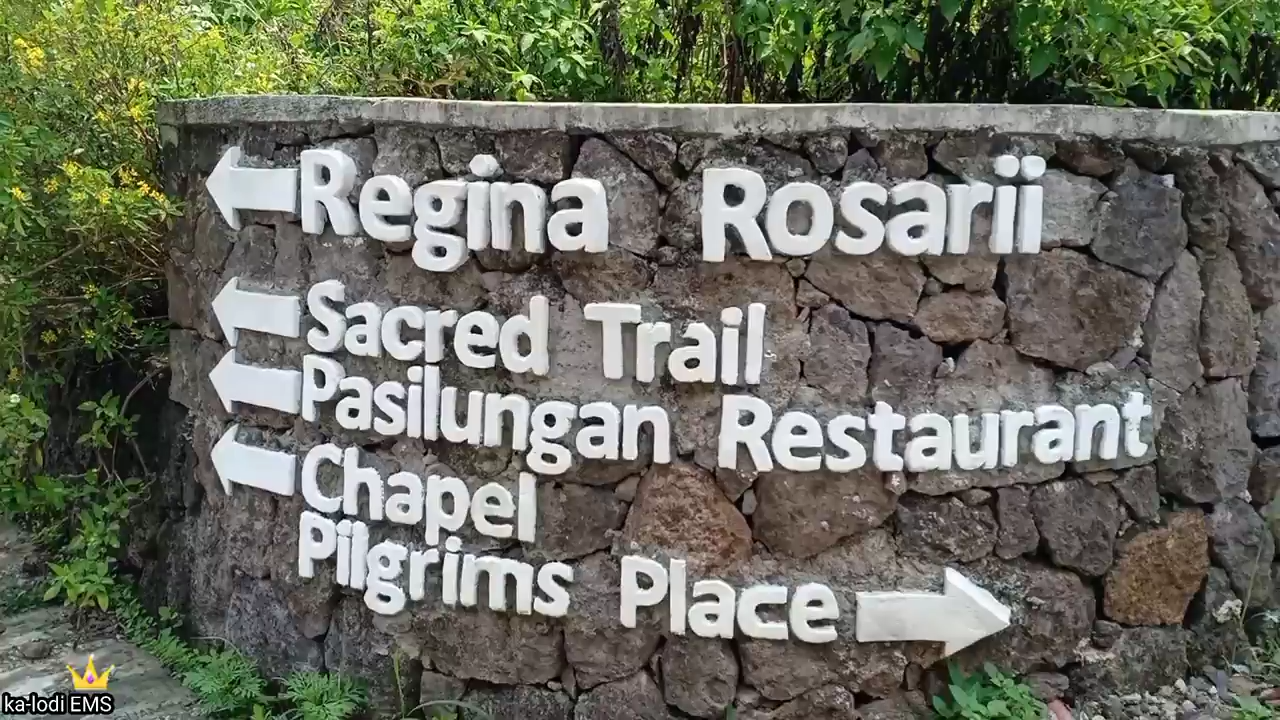 Regina Rosarii
Sacred Trail
Pasilungan Restaurant
Chapel
Pilgrims Place
ka-lodi EMS